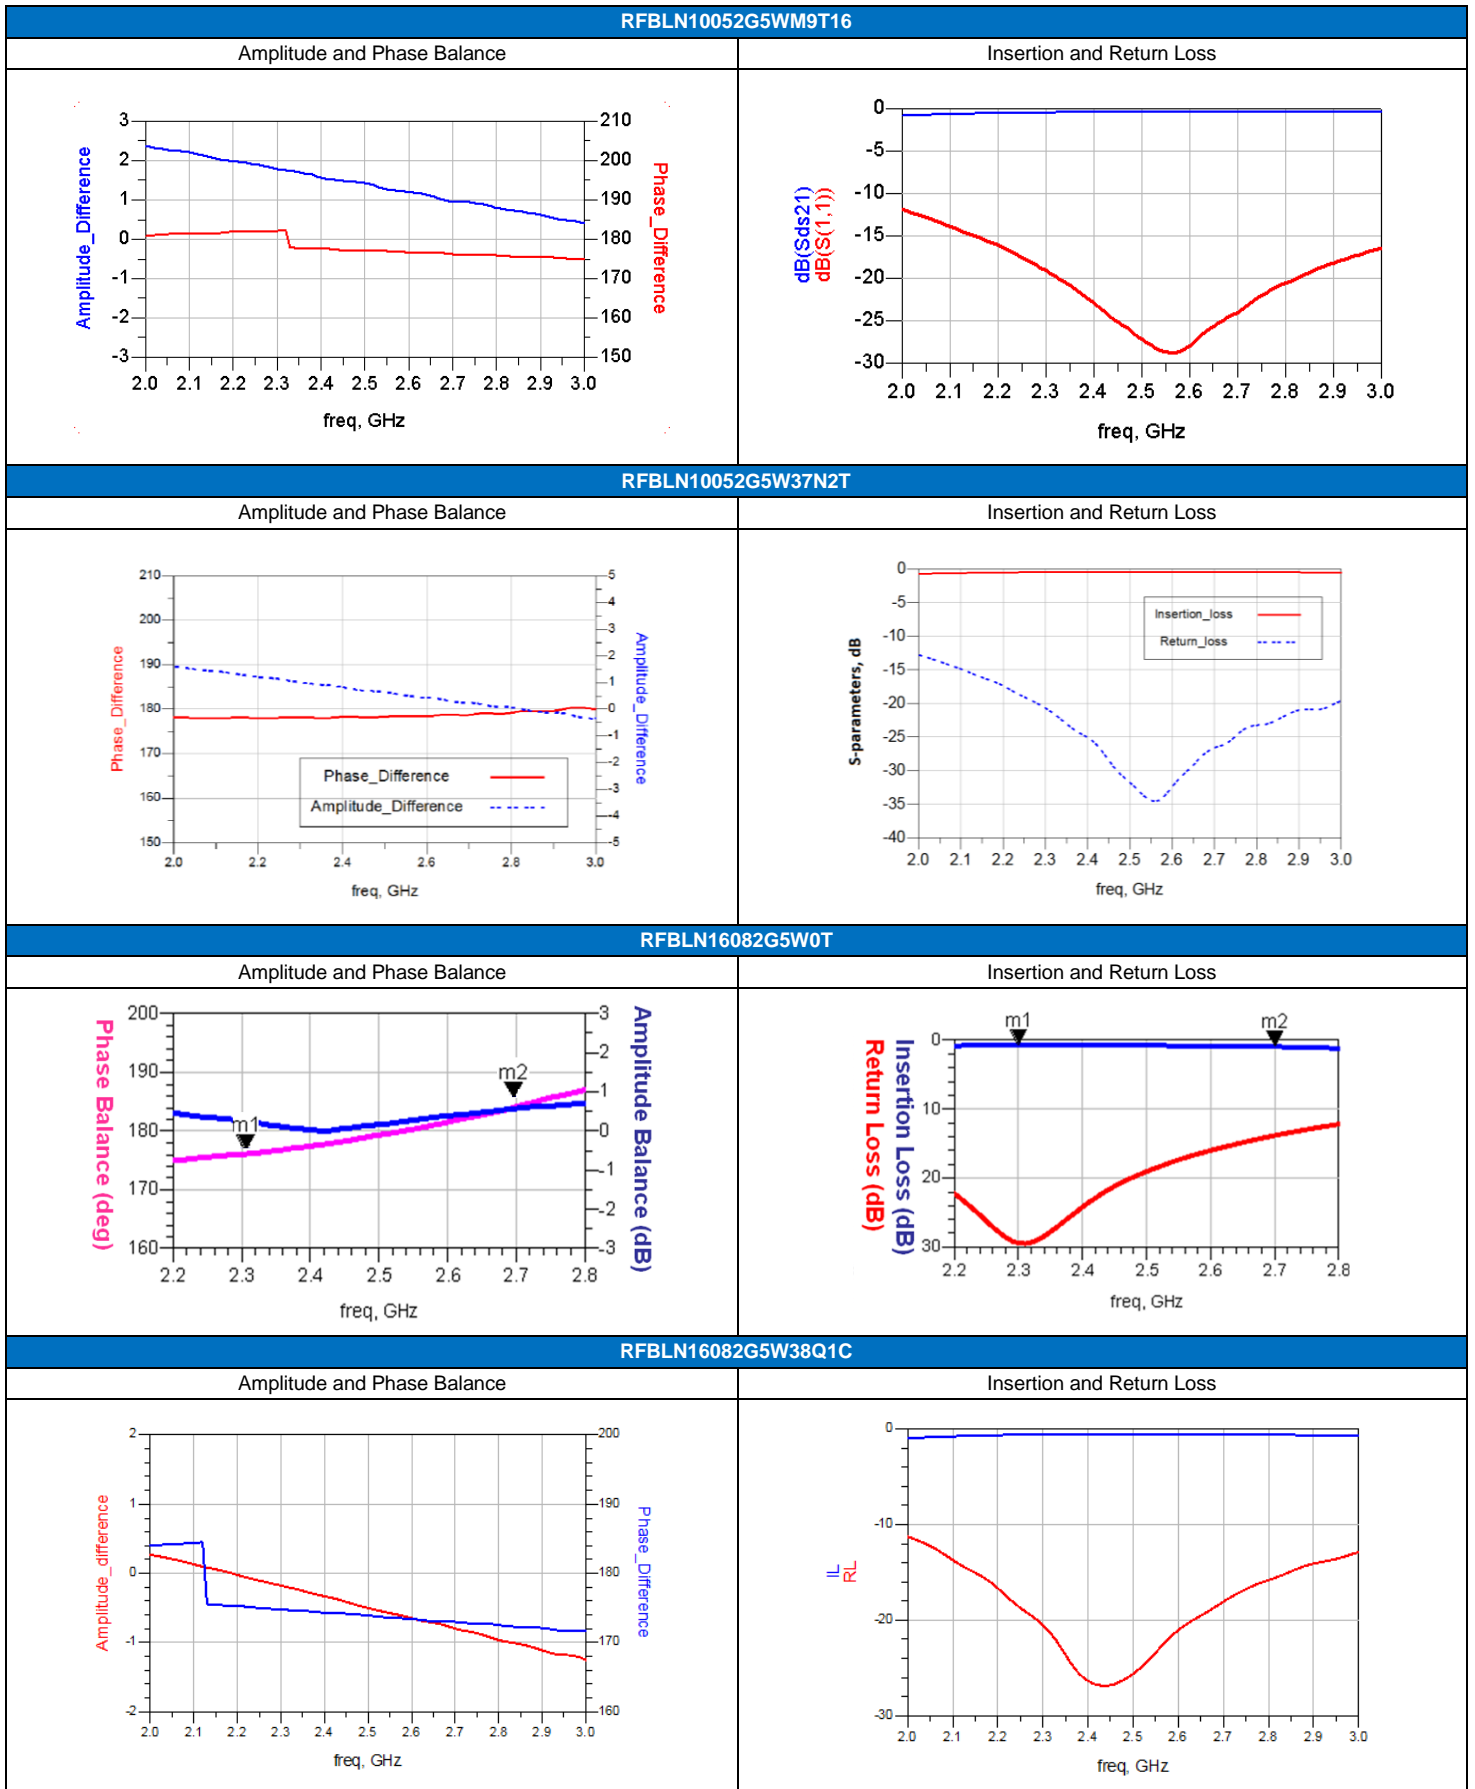 RFBLN10052G5WM9T16
Amplitude and Phase Balance
Insertion and Return Loss
Amplitude_Difference
3
2
1
0
-1
-2
-3
210
200
190
180
170
160
150
Phase_Difference
2.0 2.1 2.2 2.3 2.4 2.5 2.6 2.7 2.8 2.9 3.0
freq, GHz
dB(Sds21)
dB(S(1,1))
0
-5
-10
-15
-20
-25
-30
2.0 2.1 2.2 2.3 2.4 2.5 2.6 2.7 2.8 2.9 3.0
freq, GHz
RFBLN10052G5W37N2T
Amplitude and Phase Balance
Insertion and Return Loss
Phase_Difference
210
200
190
180
170
160
150
5
4
3
2
1
0
-1
-2
-3
-4
-5
Amplitude_Difference
Phase_Difference
Amplitude_Difference
2.0 2.2 2.4 2.6 2.8 3.0
freq, GHz
S-parameters, dB
0
-5
-10
-15
-20
-25
-30
-35
-40
Insertion_loss
Return_loss
2.0 2.1 2.2 2.3 2.4 2.5 2.6 2.7 2.8 2.9 3.0
freq, GHz
RFBLN16082G5W0T
Amplitude and Phase Balance
Insertion and Return Loss
Phase Balance (deg)
200
190
180
170
160
m1
m2
3
2
1
0
-1
-2
-3
Amplitude Balance (dB)
2.2 2.3 2.4 2.5 2.6 2.7 2.8
freq, GHz
Return Loss (dB)
Insertion Loss (dB)
0
10
20
30
m1
m2
2.2 2.3 2.4 2.5 2.6 2.7 2.8
freq, GHz
RFBLN16082G5W38Q1C
Amplitude and Phase Balance
Insertion and Return Loss
Amplitude_difference
2
1
0
-1
-2
200
190
180
170
160
Phase_Difference
2.0 2.1 2.2 2.3 2.4 2.5 2.6 2.7 2.8 2.9 3.0
freq, GHz
IL
RL
0
-10
-20
-30
2.0 2.1 2.2 2.3 2.4 2.5 2.6 2.7 2.8 2.9 3.0
freq, GHz